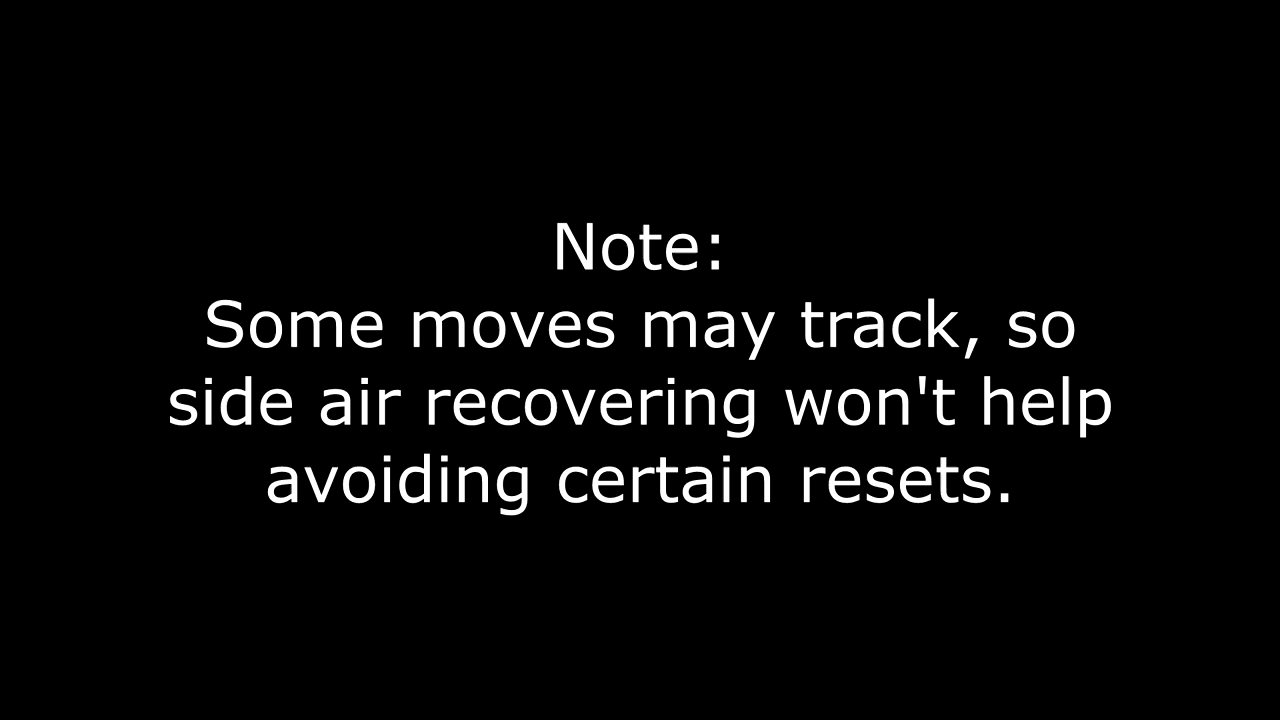 Note:
Some moves may track, so
side air recovering won't help
avoiding certain resets.